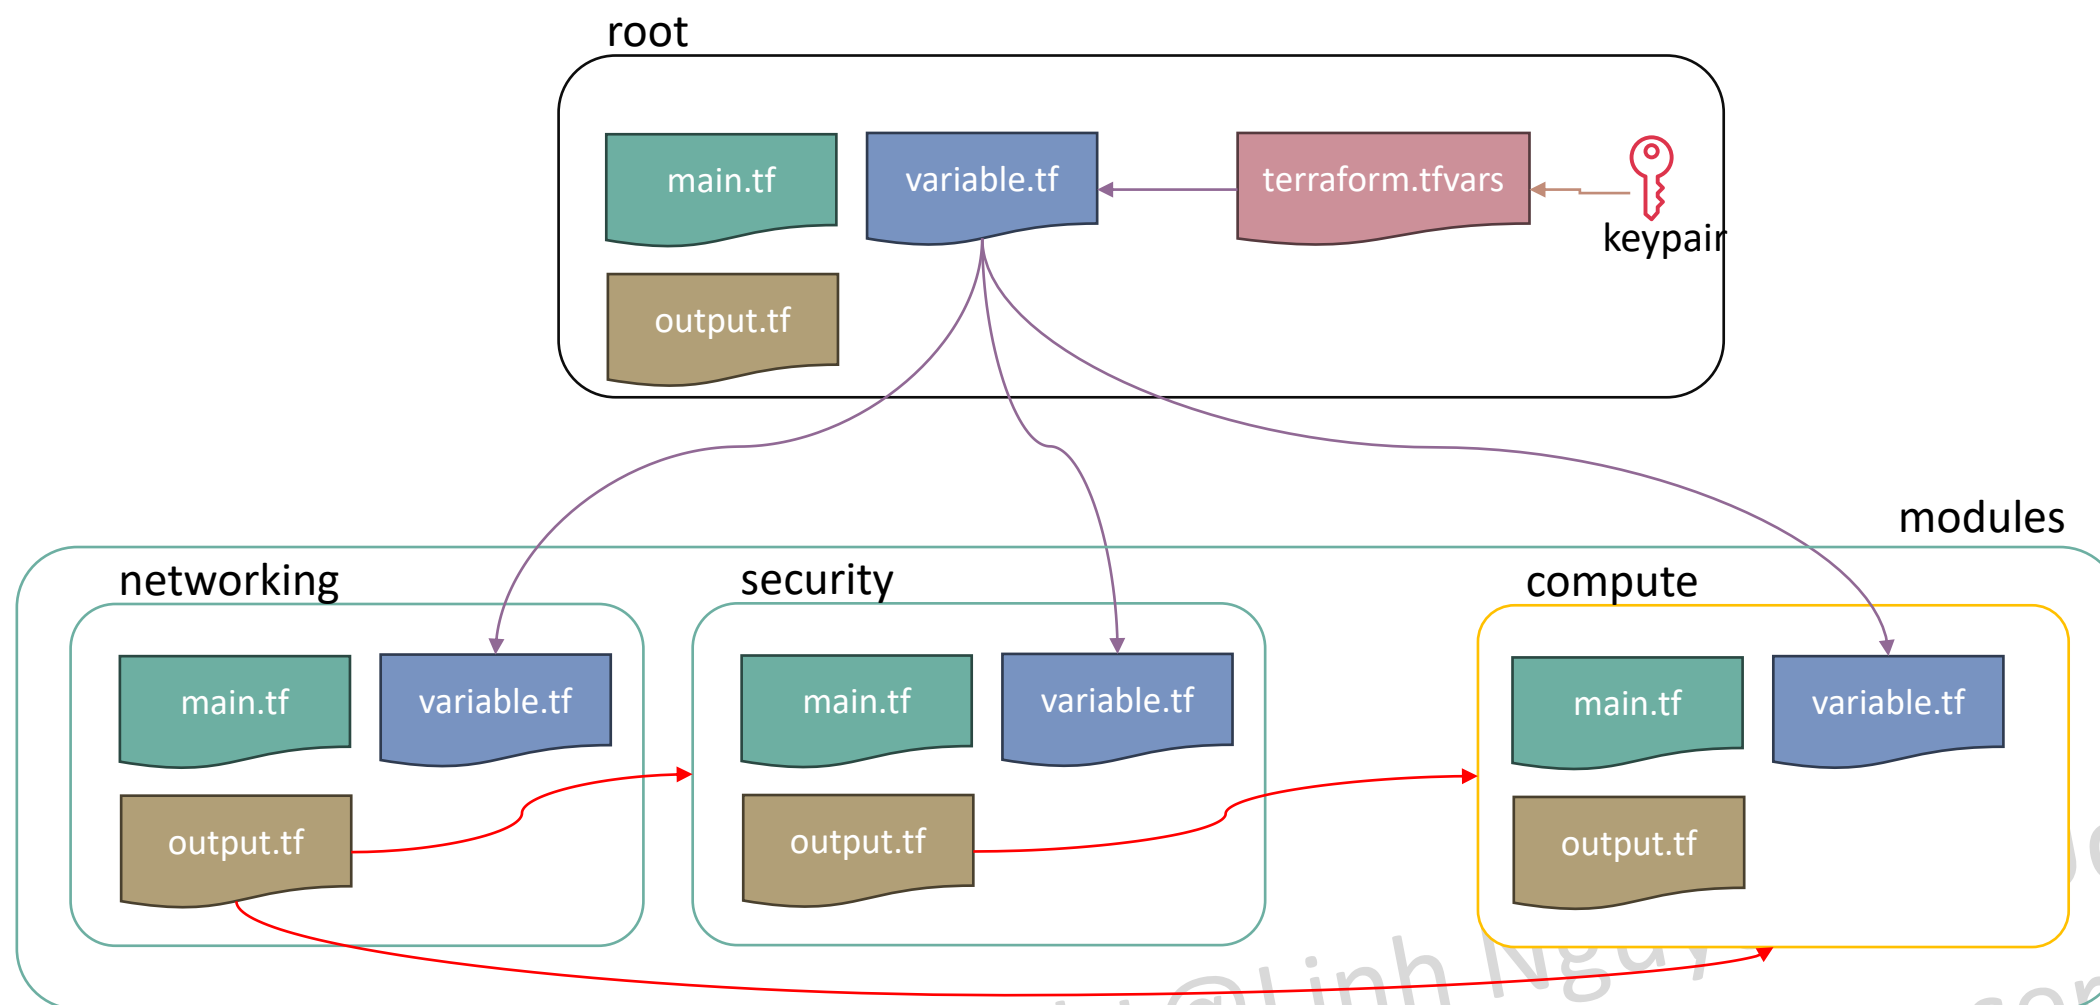 root
main.tf
variable.tf
terraform.tfvars
keypair
output.tf
modules
networking
security
compute
main.tf
variable.tf
main.tf
variable.tf
main.tf
variable.tf
output.tf
output.tf
output.tf
@Linh